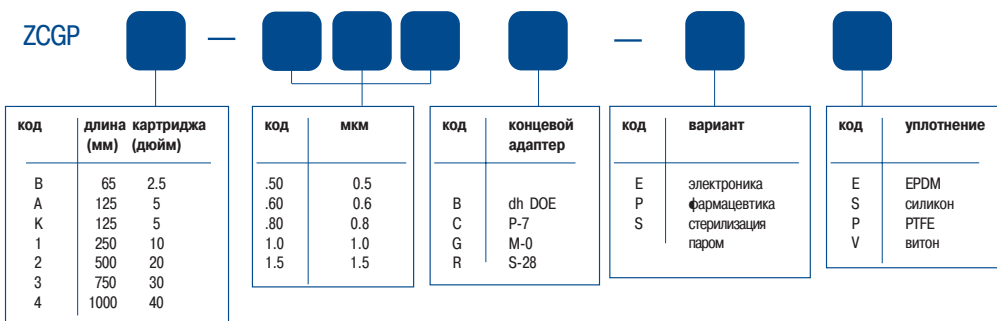 ZCGP — —
код длина картриджа
(мм) (дюйм)
B 65 2.5
A 125 5
K 125 5
1 250 10
2 500 20
3 750 30
4 1000 40
код мкм
.50 0.5
.60 0.6
.80 0.8
1.0 1.0
1.5 1.5
код концевой
адаптер
B dh DOE
C P-7
G M-0
R S-28
код вариант
E электроника
P фармацевтика
S стерилизация
паром
код уплотнение
E EPDM
S силикон
P PTFE
V витон